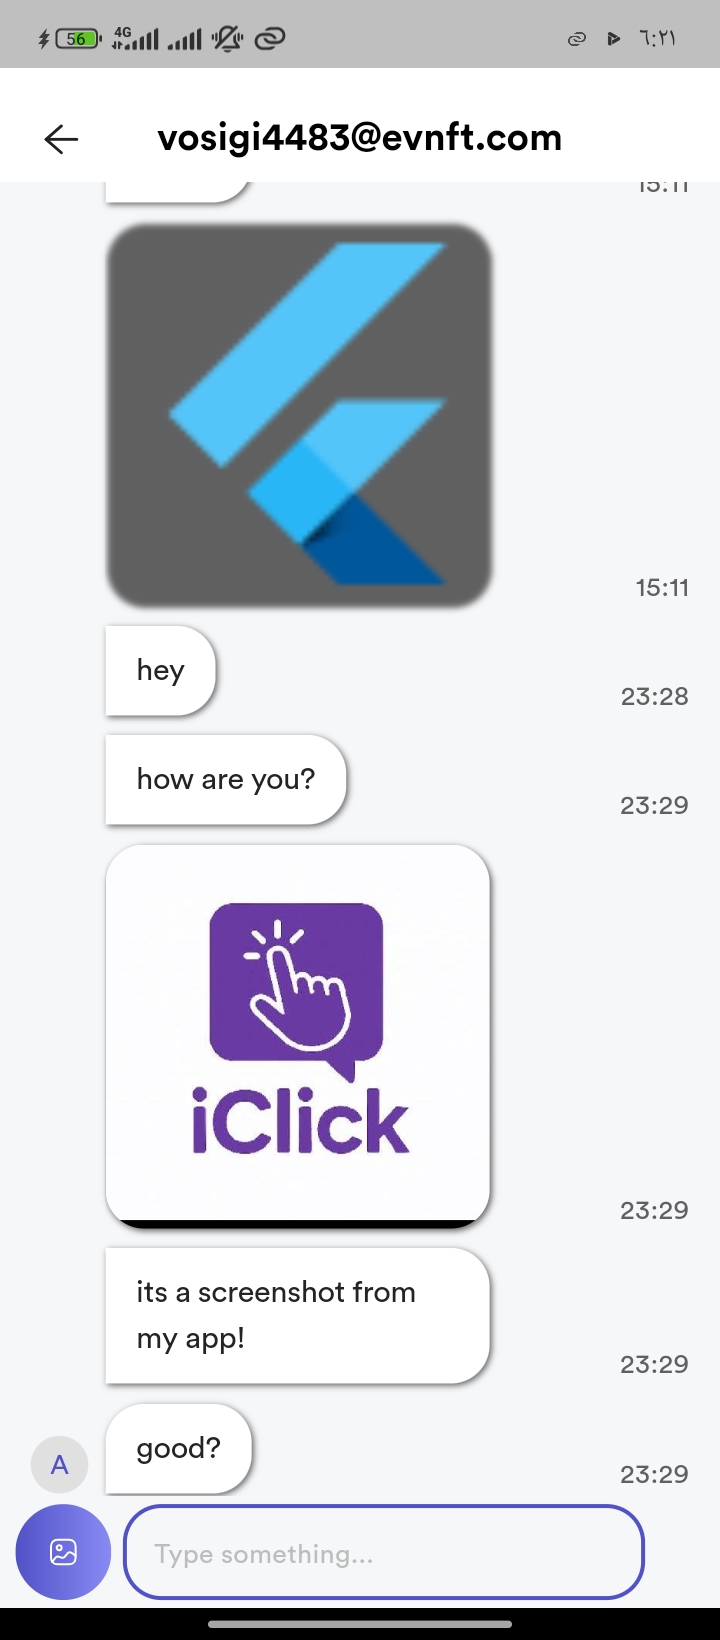 56
4G
٦:٢١
vosigi4483@evnft.com
15:11
15:11
hey
23:28
how are you?
23:29
iClick
23:29
its a screenshot from
my app!
23:29
good?
A
23:29
Type something...